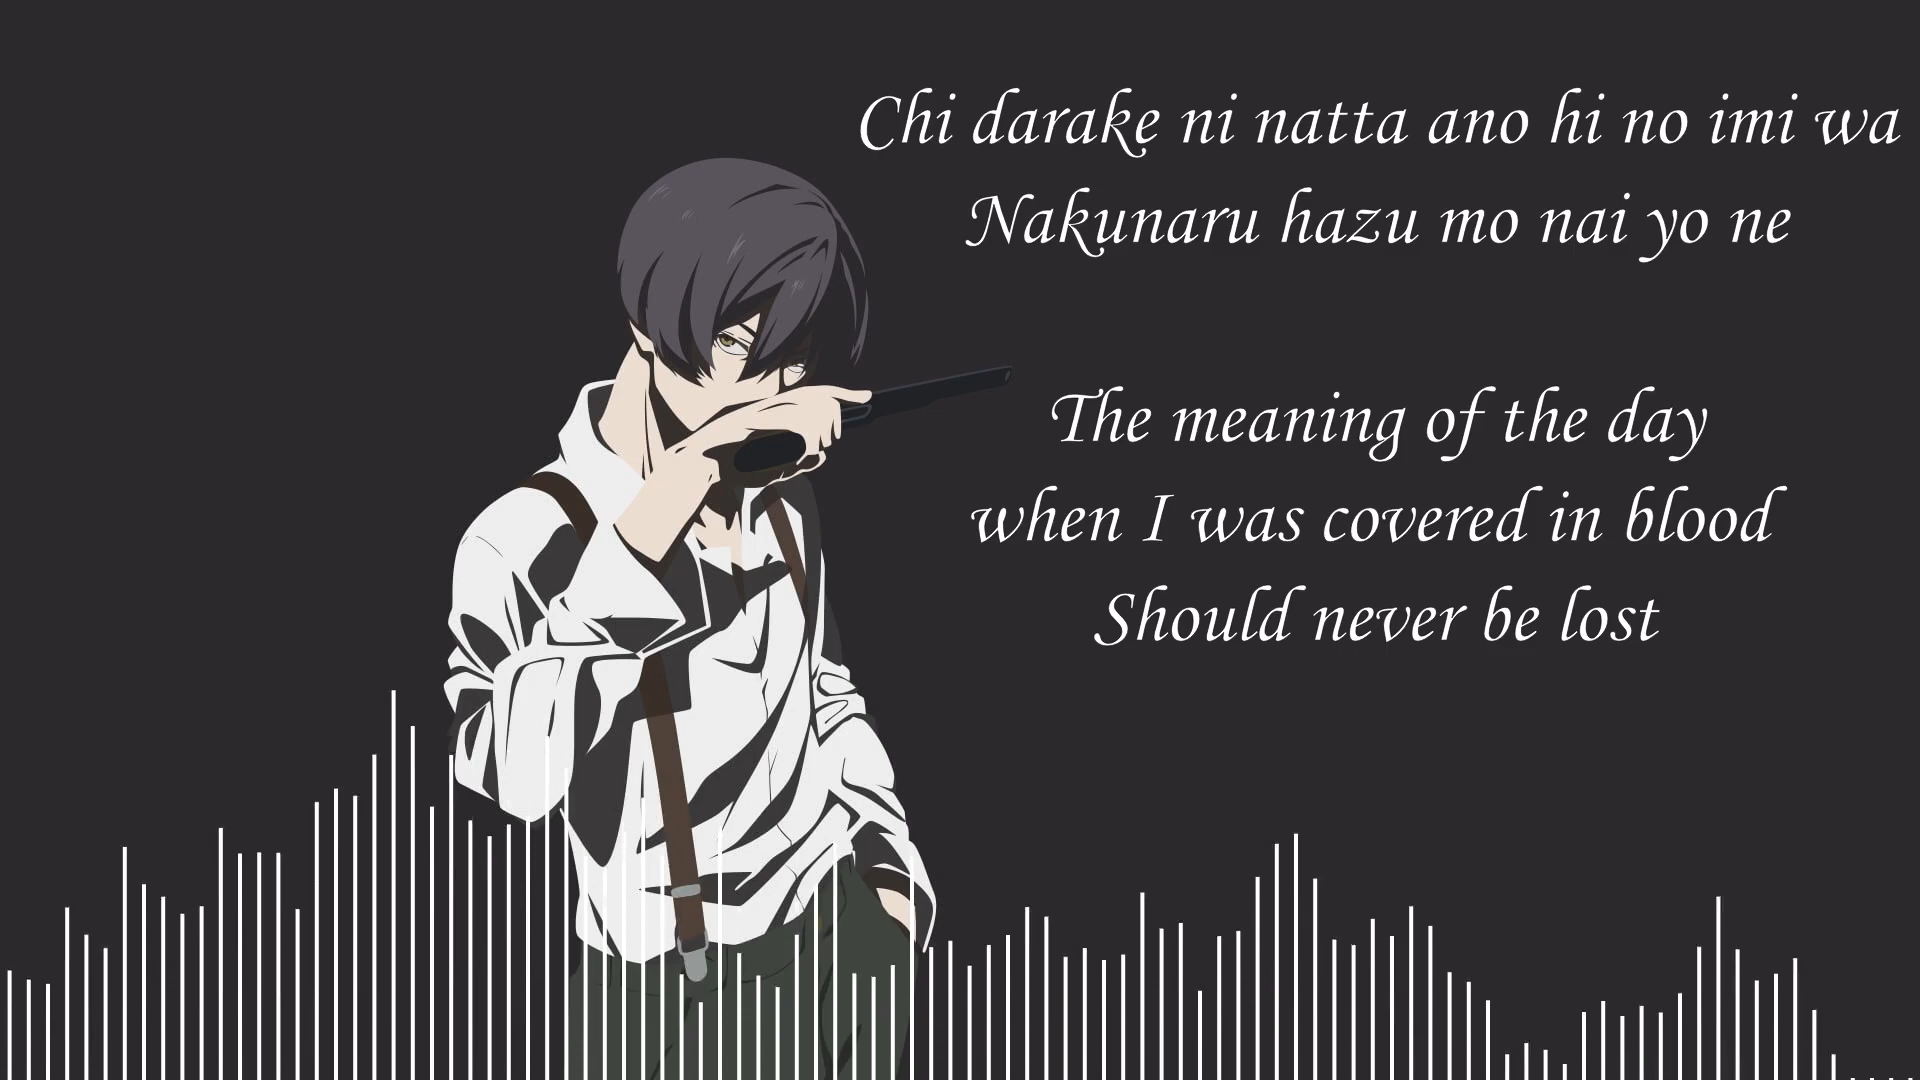 Chi darake ni natta ano hi no imi wa
Nakunaru hazu mo nai yo ne
The meaning of the day
when I was covered in blood
Should never be lost